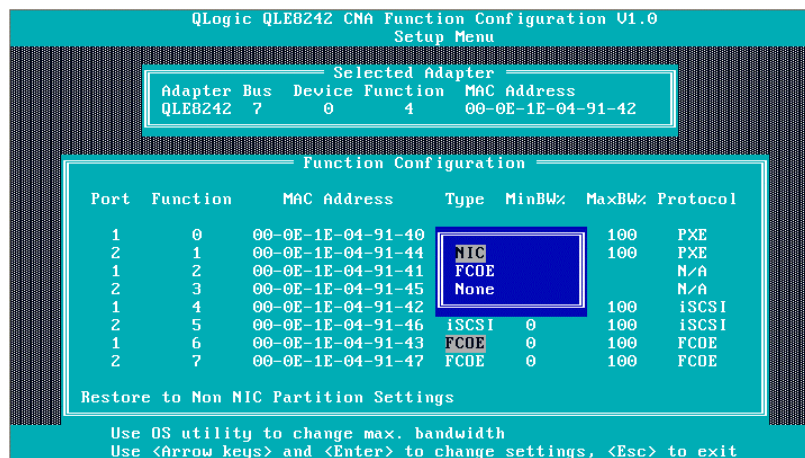 QLogic QLE8242 CNA Function Configuration V1.0
Setup Menu
Selected Adapter
Adapter Bus Device Function MAC Address
QLE8242 7 0 4 00-0E-1E-04-91-42
Function Configuration
Port Function MAC Address Type MinBW% MaxBW% Protocol
1 0 00-0E-1E-04-91-40 100 PXE
2 1 00-0E-1E-04-91-44 NIC 100 PXE
1 2 00-0E-1E-04-91-41 FCOE N/A
2 3 00-0E-1E-04-91-45 None N/A
1 4 00-0E-1E-04-91-42 100 iSCSI
2 5 00-0E-1E-04-91-46 iSCSI 0 100 iSCSI
1 6 00-0E-1E-04-91-43 FCOE 0 100 FCOE
2 7 00-0E-1E-04-91-47 FCOE 0 100 FCOE
Restore to Non NIC Partition Settings
Use OS utility to change max. bandwidth
Use <Arrow keys> and <Enter> to change settings, <Esc> to exit